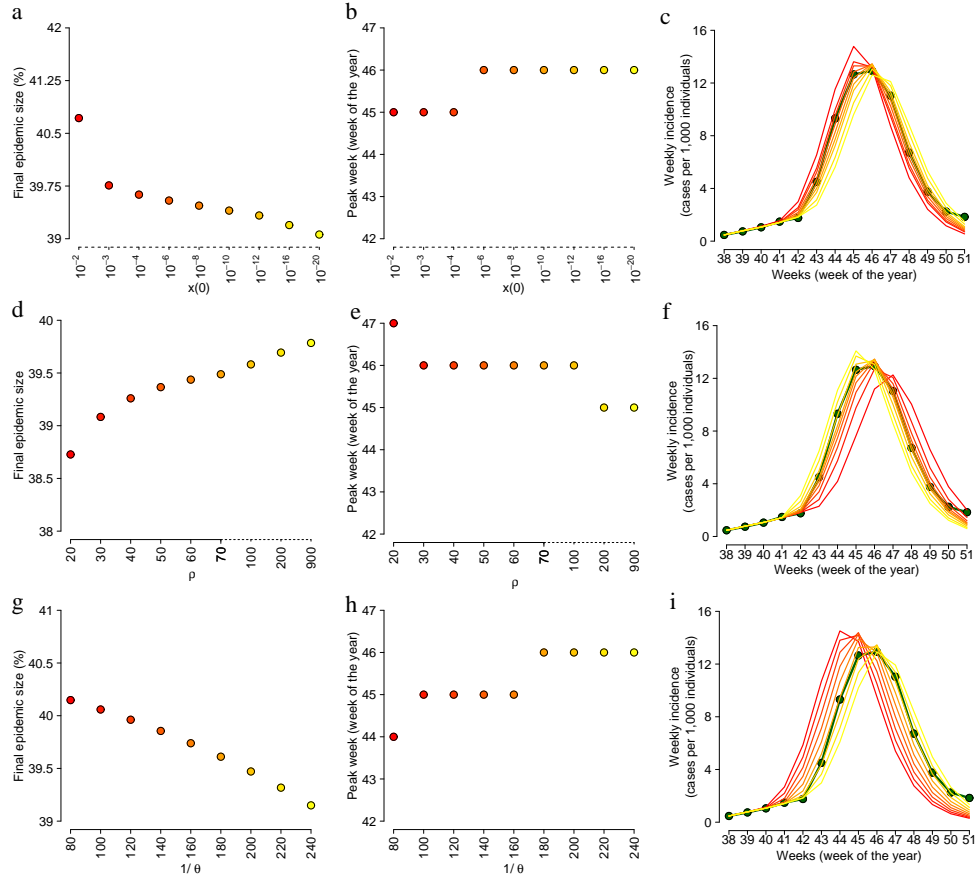 a
Final epidemic size (%)
42
41.25
40.5
39.75
39
10−2
10−3
10−4
10−6
10−8
10−10
10−12
10−16
10−20
x(0)
b
Peak week (week of the year)
47
46
45
44
43
42
10−2
10−3
10−4
10−6
10−8
10−10
10−12
10−16
10−20
x(0)
c
Weekly incidence
(cases per 1,000 individuals)
16
12
8
4
0
38 39 40 41 42 43 44 45 46 47 48 49 50 51
Weeks (week of the year)
d
Final epidemic size
40
39.5
39
38.5
38
20 30 40 50 60 70 100 200 900
ρ
e
Peak week (week of the year)
47
46
45
44
43
42
20 30 40 50 60 70 100 200 900
ρ
f
Weekly incidence
(cases per 1,000 individuals)
16
12
8
4
0
38 39 40 41 42 43 44 45 46 47 48 49 50 51
Weeks (week of the year)
g
Final epidemic size (%)
41
40.5
40
39.5
39
80 100 120 140 160 180 200 220 240
1/ θ
h
Peak week (week of the year)
47
46
45
44
43
42
80 100 120 140 160 180 200 220 240
1/ θ
i
Weekly incidence
(cases per 1,000 individuals)
16
12
8
4
0
38 39 40 41 42 43 44 45 46 47 48 49 50 51
Weeks (week of the year)